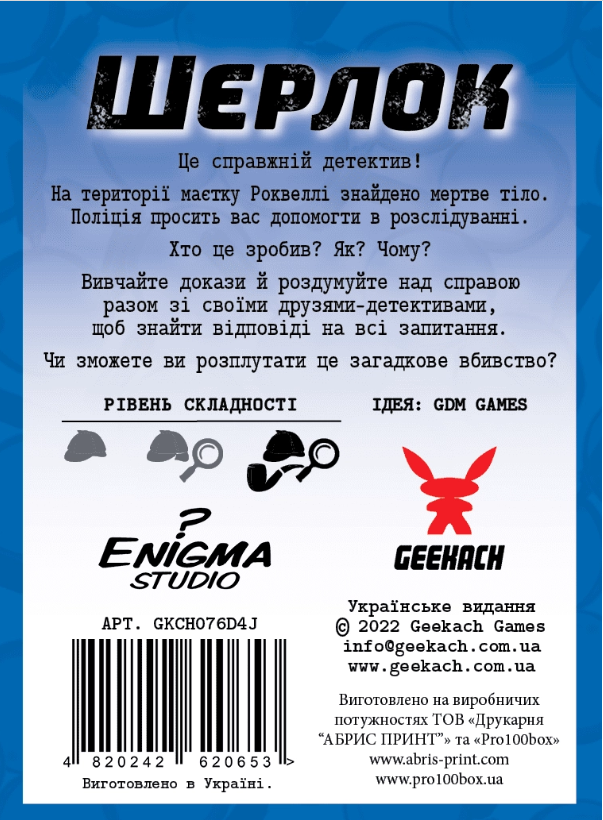 ШЕРЛОК
Це справжній детектив!
На території маєтку Роквеллі знайдено мертве тіло.
Поліція просить вас допомогти в розслідуванні.
Хто це зробив? Як? Чому?
Вивчайте докази й роздумуйте над справою
разом зі своїми друзями-детективами,
щоб знайти відповіді на всі запитання.
Чи зможете ви розплутати це загадкове вбивство?
РІВЕНЬ СКЛАДНОСТІ
ІДЕЯ: GDM GAMES
?
ENIGMA
STUDIO
GEEKACH
АРТ. GKCH076D4J
4 820242 620653 >
Виготовлено в Україні.
Українське видання
© 2022 Geekach Games
info@geekach.com.ua
www.geekach.com.ua
Виготовлено на виробничих
потужностях ТОВ «Друкарня
“АБРИС ПРИНТ”» та «Pro100box»
www.abris-print.com
www.pro100box.ua